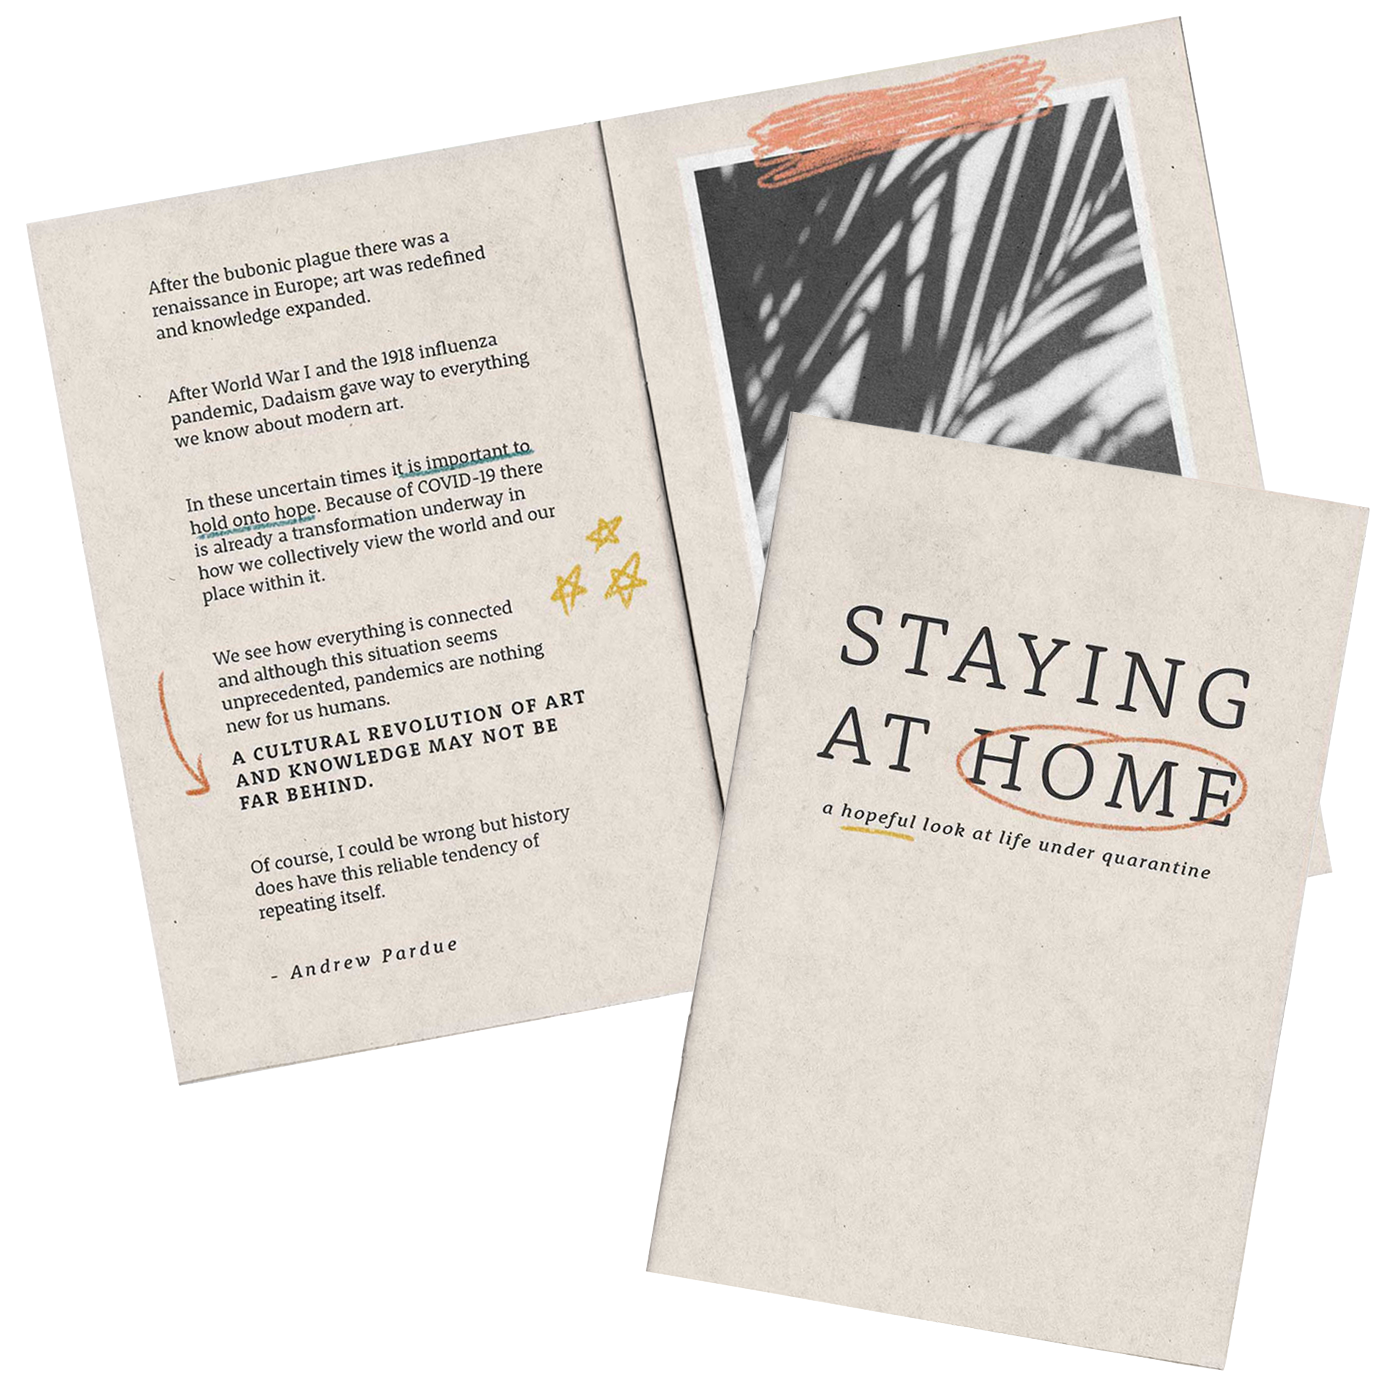 After the bubonic plague there was a
renaissance in Europe; art was redefined
and knowledge expanded.
After World War I and the 1918 influenza
pandemic, Dadaism gave way to everything
we know about modern art.
In these uncertain times it is important to
hold onto hope. Because of COVID-19 there
is already a transformation underway in
how we collectively view the world and our
place within it.
We see how everything is connected
and although this situation seems
unprecedented, pandemics are nothing
new for us humans.
A CULTURAL REVOLUTION OF ART
AND KNOWLEDGE MAY NOT BE
FAR BEHIND.
Of course, I could be wrong but history
does have this reliable tendency of
repeating itself.
- Andrew Pardue
STAYING
AT HOME
a hopeful look at life under quarantine